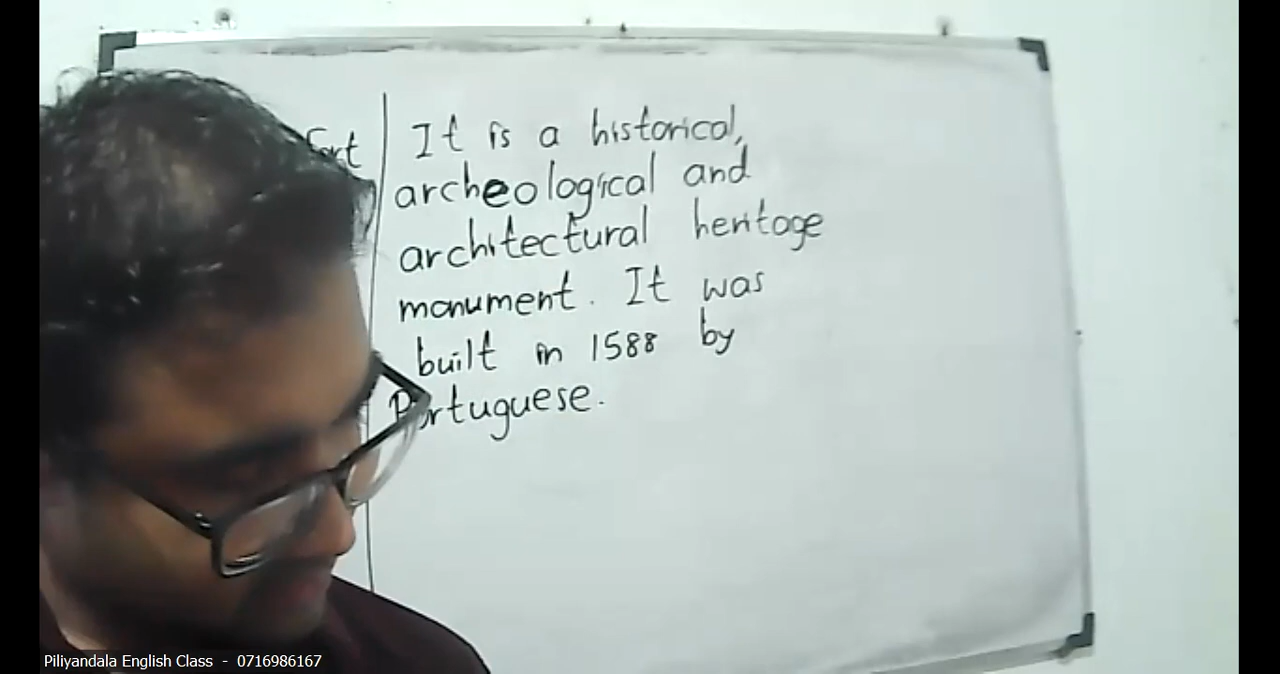 Fort
It is a historical,
archeological and
architectural heritage
monument. It was
built in 1588 by
Portuguese.
Piliyandala English Class - 0716986167